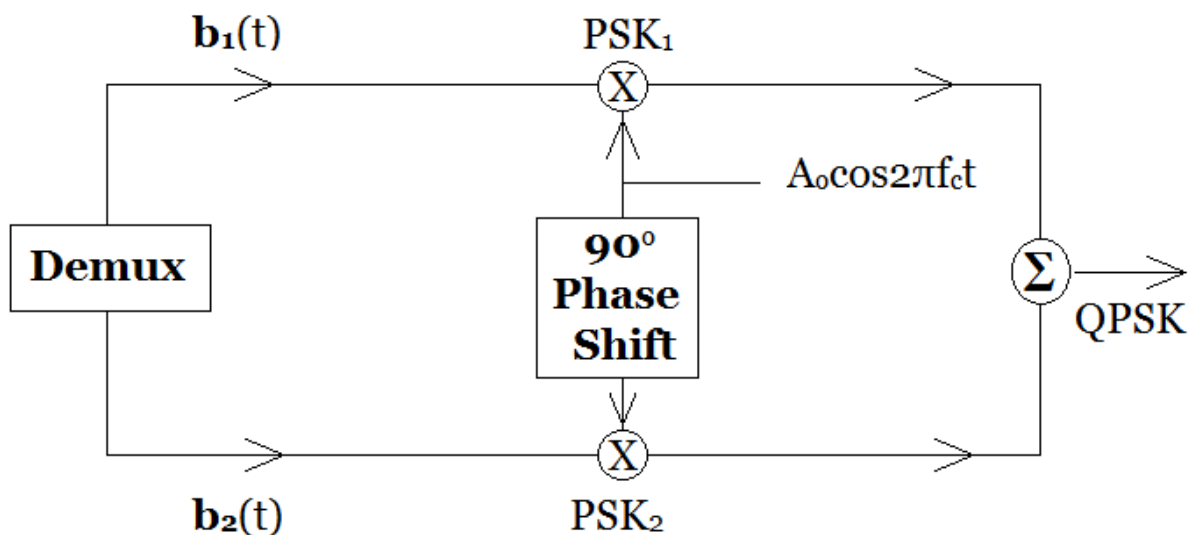 b₁(t)
PSK₁
X
A₀cos2πf꜀t
Demux
90°
Phase
Shift
Σ
QPSK
X
b₂(t)
PSK₂